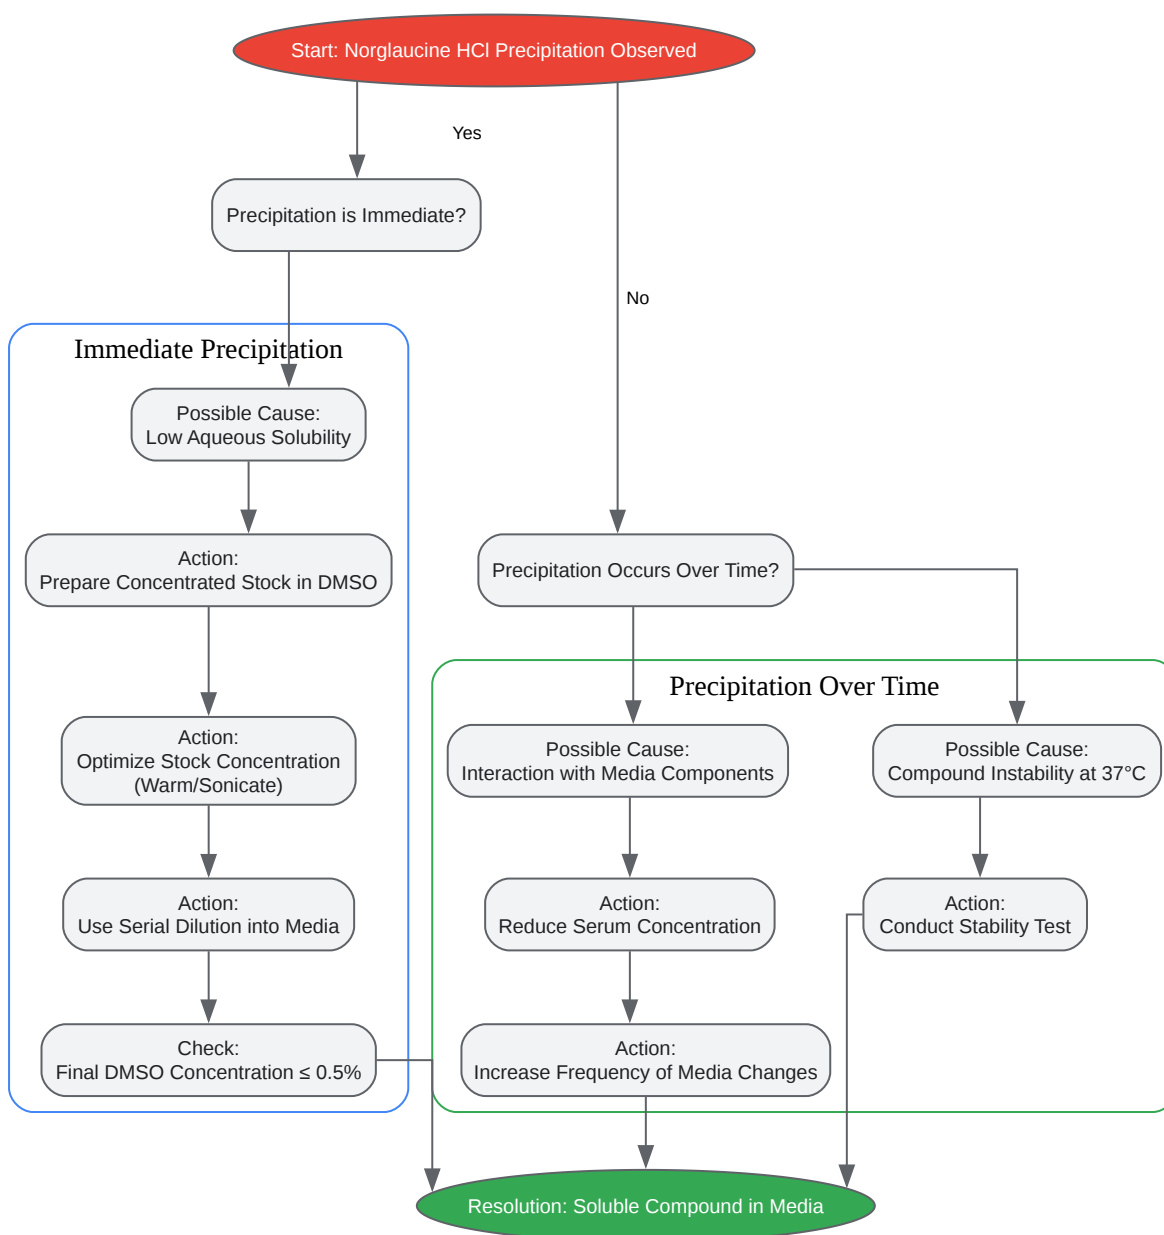 Start: Norglaucine HCl Precipitation Observed
Yes
Precipitation is Immediate?
No
Immediate Precipitation
Possible Cause:
Low Aqueous Solubility
Action:
Prepare Concentrated Stock in DMSO
Action:
Optimize Stock Concentration
(Warm/Sonicate)
Action:
Use Serial Dilution into Media
Check:
Final DMSO Concentration ≤ 0.5%
Precipitation Occurs Over Time?
Precipitation Over Time
Possible Cause:
Interaction with Media Components
Action:
Reduce Serum Concentration
Action:
Increase Frequency of Media Changes
Possible Cause:
Compound Instability at 37°C
Action:
Conduct Stability Test
Resolution: Soluble Compound in Media